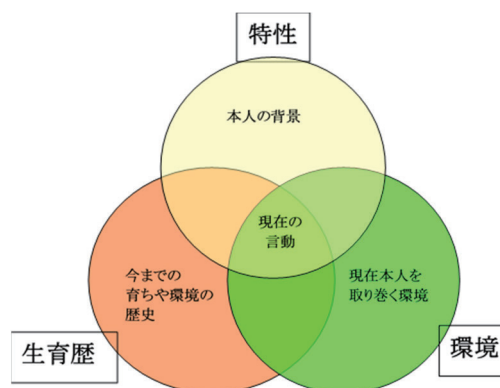 特性
本人の背景
現在の
言動
今までの
育ちや環境の
歴史
現在本人を
取り巻く環境
生育歴
環境